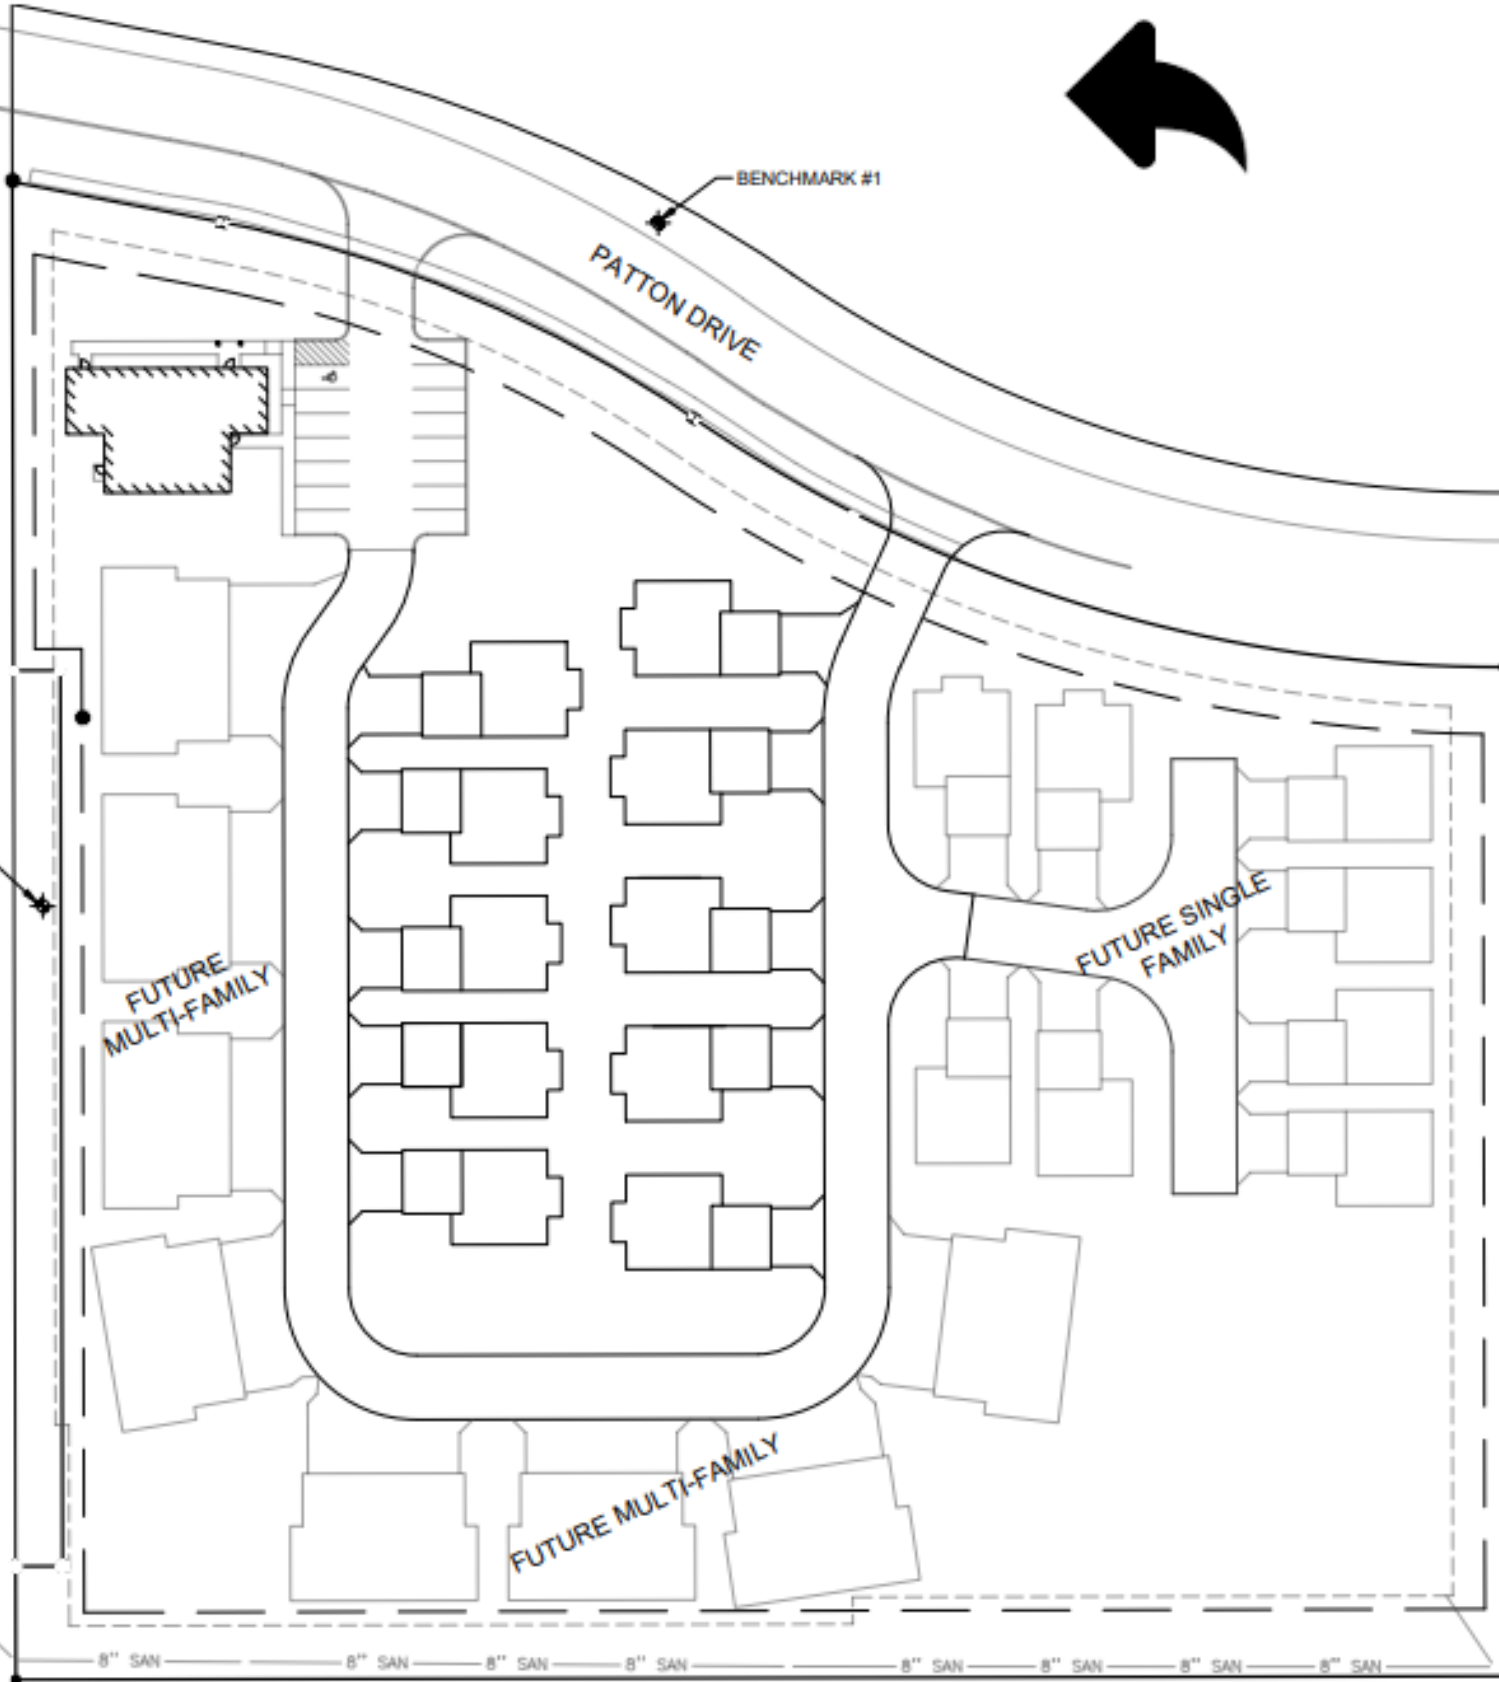 BENCHMARK #1
PATTON DRIVE
FUTURE SINGLE
FAMILY
FUTURE
MULTI-FAMILY
FUTURE MULTI-FAMILY
8" SAN 8" SAN 8" SAN 8" SAN 8" SAN 8" SAN 8" SAN 8" SAN